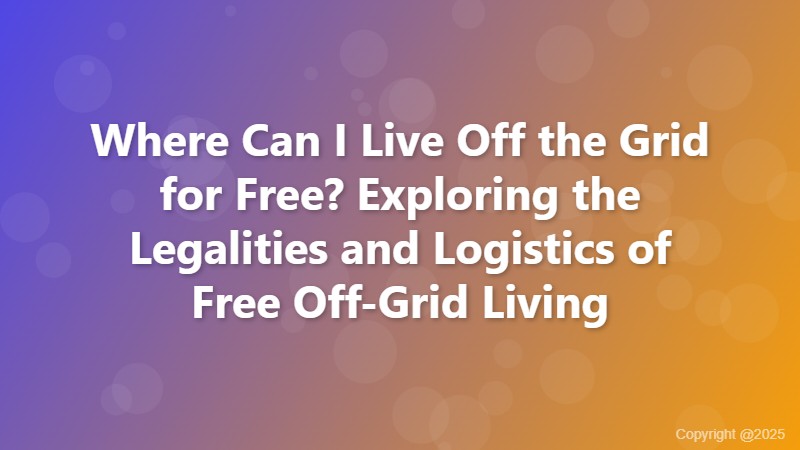 Where Can I Live Off the Grid
for Free? Exploring the
Legalities and Logistics of
Free Off-Grid Living
Copyright @2025